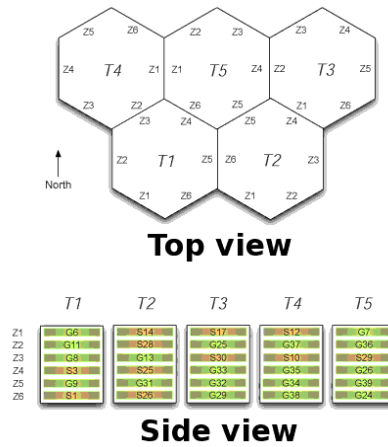 Z5 Z6 Z2 Z3 Z3 Z4
Z4 T4 Z1 Z1 T5 Z4 Z2 T3 Z5
Z3 Z2 Z6 Z5 Z1 Z6
Z3 Z4 Z5 Z4
Z2 T1 Z5 Z6 T2 Z3
North
Z1 Z6 Z1 Z2
Top view
T1 T2 T3 T4 T5
Z1 G6 S14 S17 S12 G7
Z2 G11 S28 G25 G37 G36
Z3 G8 G13 S30 S10 S29
Z4 S3 S25 G33 G35 G26
Z5 G9 G31 G32 G34 G39
Z6 S1 S26 G29 G38 G24
Side view